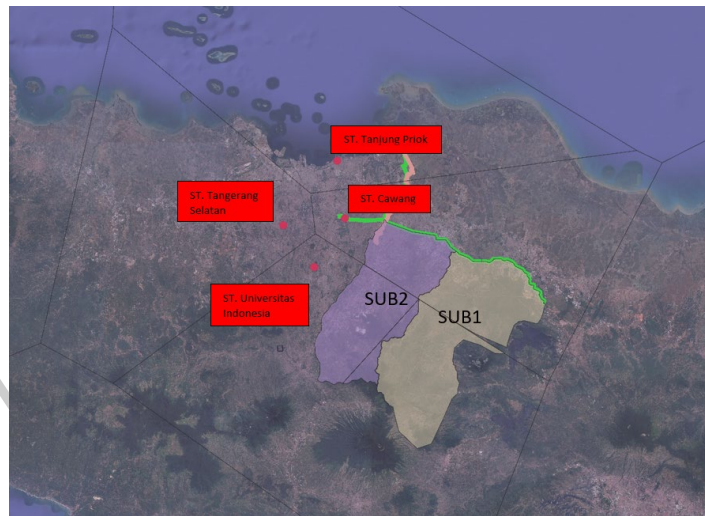 ST. Tanjung Priok
ST. Tangerang
Selatan
ST. Cawang
ST. Universitas
Indonesia
SUB2
SUB1